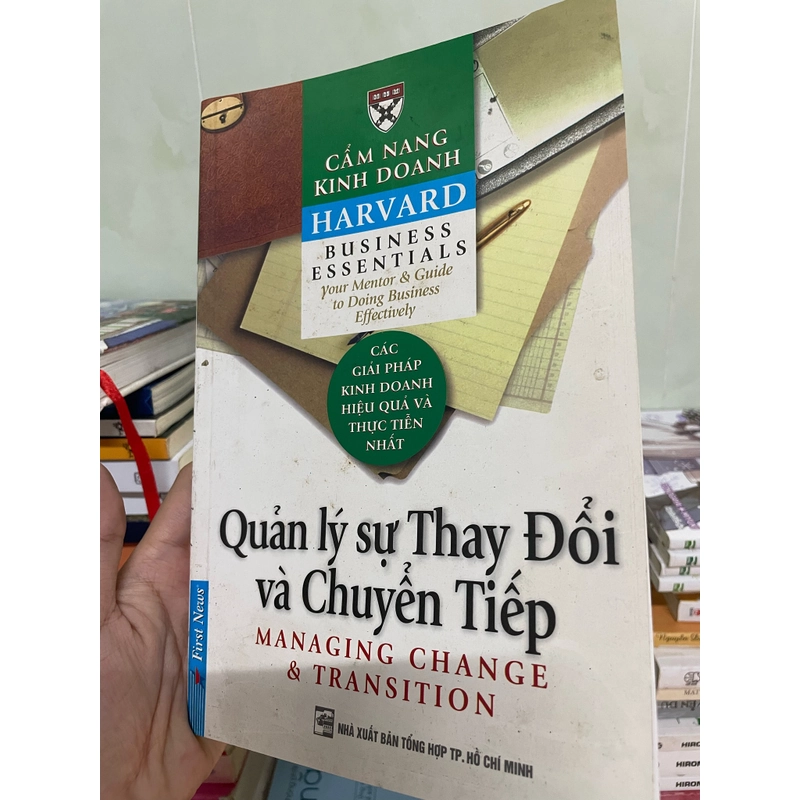 CẨM NANG
KINH DOANH
HARVARD
BUSINESS
ESSENTIALS
Your Mentor & Guide
to Doing Business
Effectively
CÁC
GIẢI PHÁP
KINH DOANH
HIỆU QUẢ VÀ
THỰC TIỄN
NHẤT
Quản lý sự Thay Đổi
và Chuyển Tiếp
MANAGING CHANGE
& TRANSITION
First News
NHÀ XUẤT BẢN TỔNG HỢP TP. HỒ CHÍ MINH